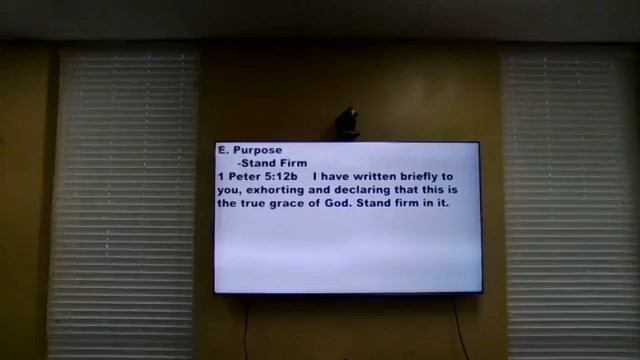 E. Purpose
-Stand Firm
1 Peter 5:12b I have written briefly to
you, exhorting and declaring that this is
the true grace of God. Stand firm in it.